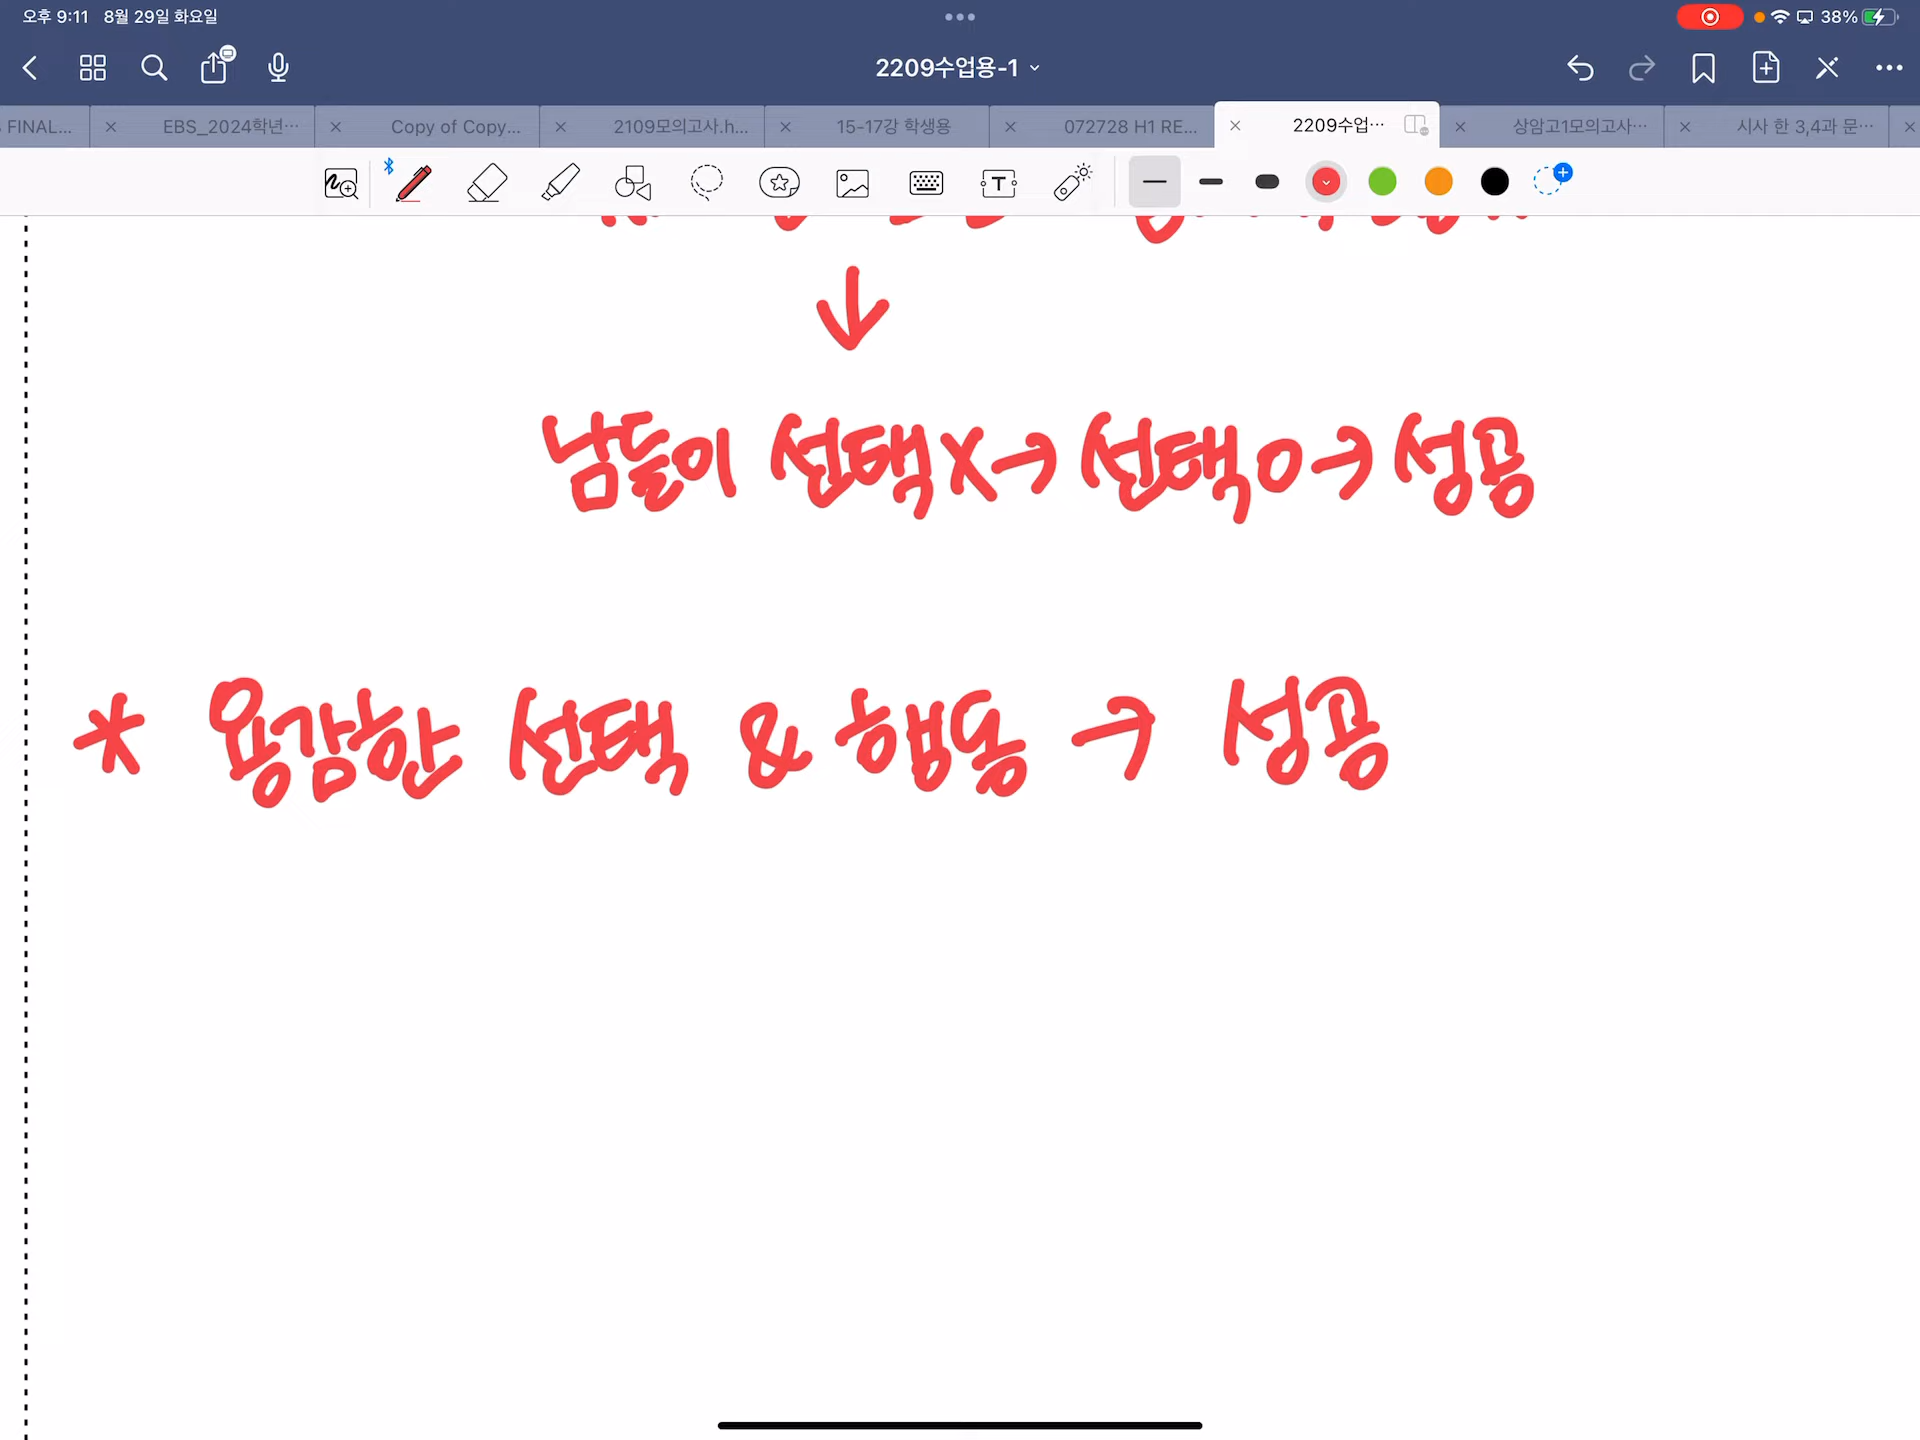 오후 9:11 8월 29일 화요일 38%
2209수업용-1
FINAL... EBS_2024학년… Copy of Copy... 2109모의고사.h... 15-17강 학생용 072728 H1 RE... 2209수업… 상암고1모의고사… 시사 한 3,4과 문…
남들이 선택X→선택O→성공
* 용감한 선택 & 행동 → 성공